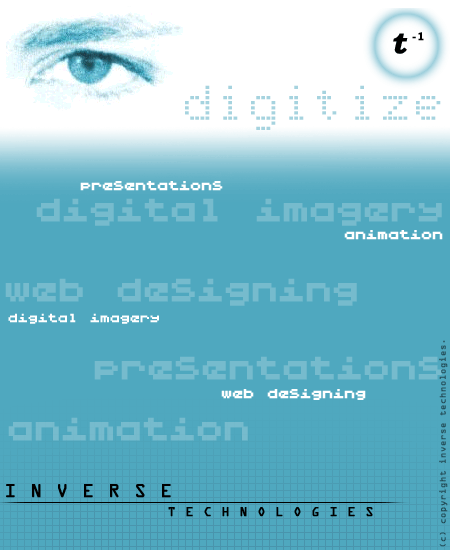 t-1
digitize
preSentationS
digital imagery
animation
web deSigning
digital imagery
preSentationS
web deSigning
animation
INVERSE
TECHNOLOGIES
(c) copyright inverse technologies.